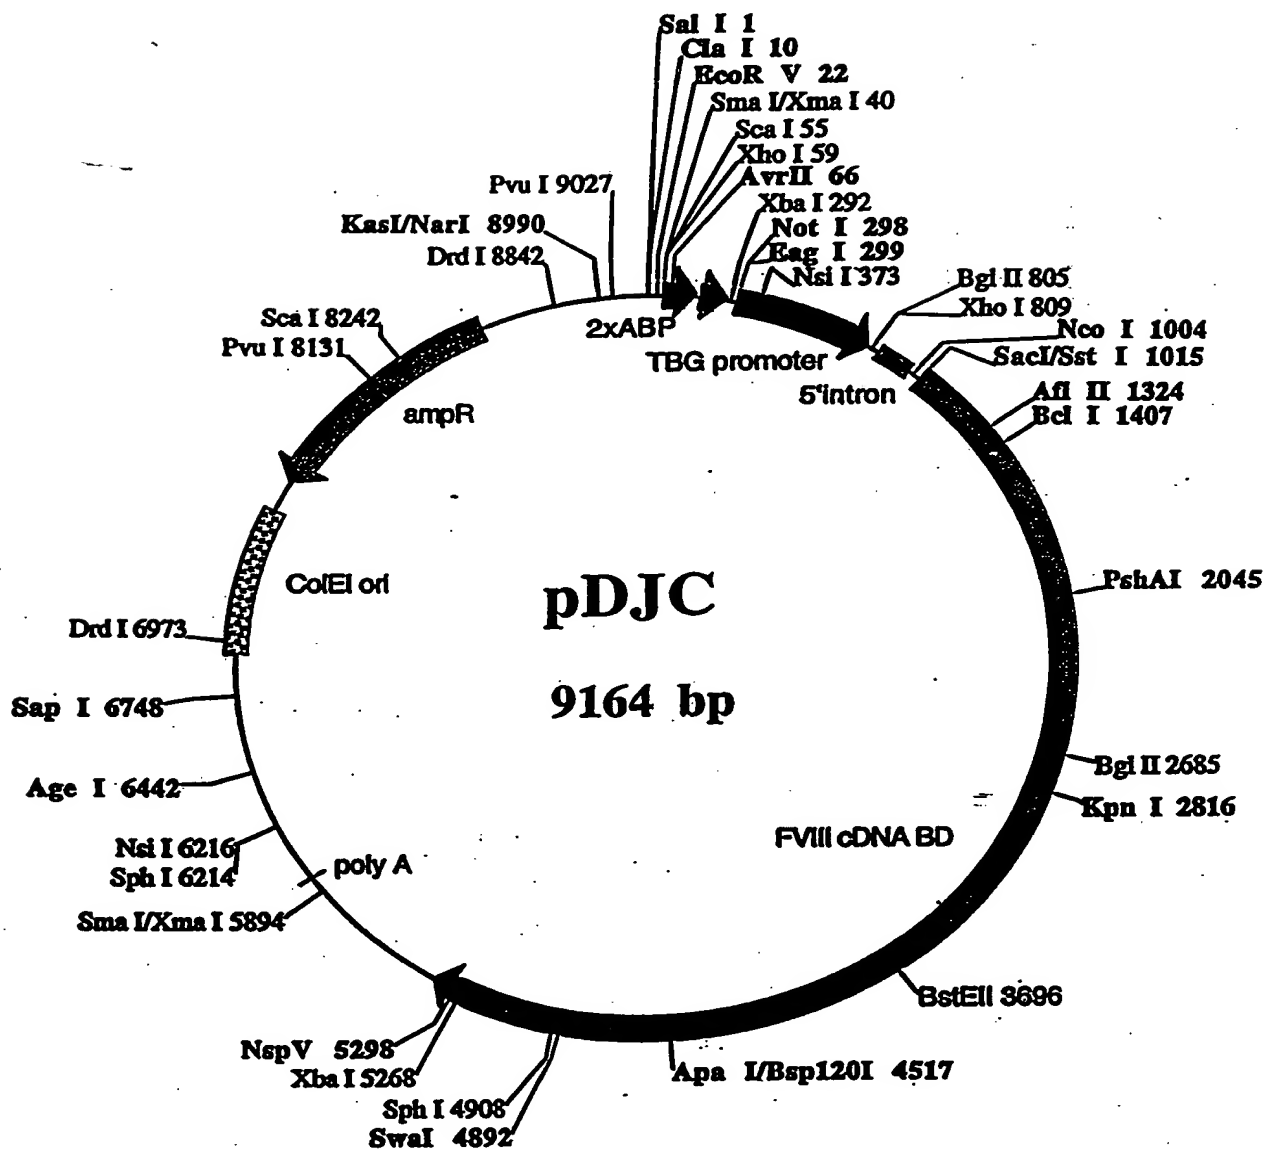 Sal I 1
Cla I 10
EcoR V 22
Sma I/Xma I 40
Sca I 55
Xho I 59
AvrII 66
Xba I 292
Not I 298
Eag I 299
Nsi I 373
Bgl II 805
Xho I 809
Nco I 1004
SacI/Sst I 1015
Afl II 1324
Bcl I 1407
PshAI 2045
Bgl II 2685
Kpn I 2816
BstEII 3696
Apa I/Bsp120I 4517
SwaI 4892
Sph I 4908
Xba I 5268
NspV 5298
Sma I/Xma I 5894
Sph I 6214
Nsi I 6216
Age I 6442
Sap I 6748
Drd I 6973
Pvu I 8131
Sca I 8242
Drd I 8842
KasI/NarI 8990
Pvu I 9027
2xABP
TBG promoter
5'intron
ampR
ColEI ori
pDJC
9164 bp
FVIII cDNA BD
poly A